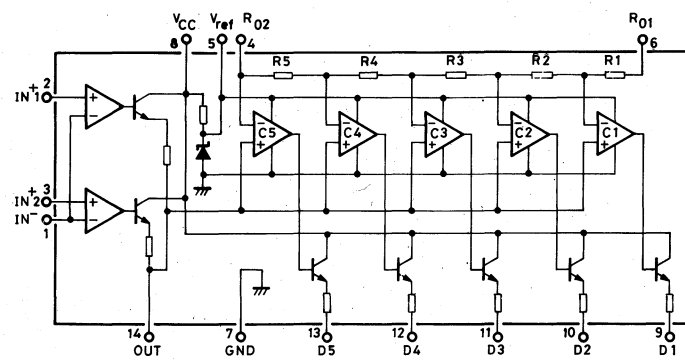 VCC Vref RO2 RO1
8 5 4 6
R5 R4 R3 R2 R1
+ 2
IN 1
+ − − − − − −
− C5 C4 C3 C2 C1
+ + + + +
+ 3
IN 2 +
IN− −
1
14 7 13 12 11 10 9
OUT GND D5 D4 D3 D2 D1